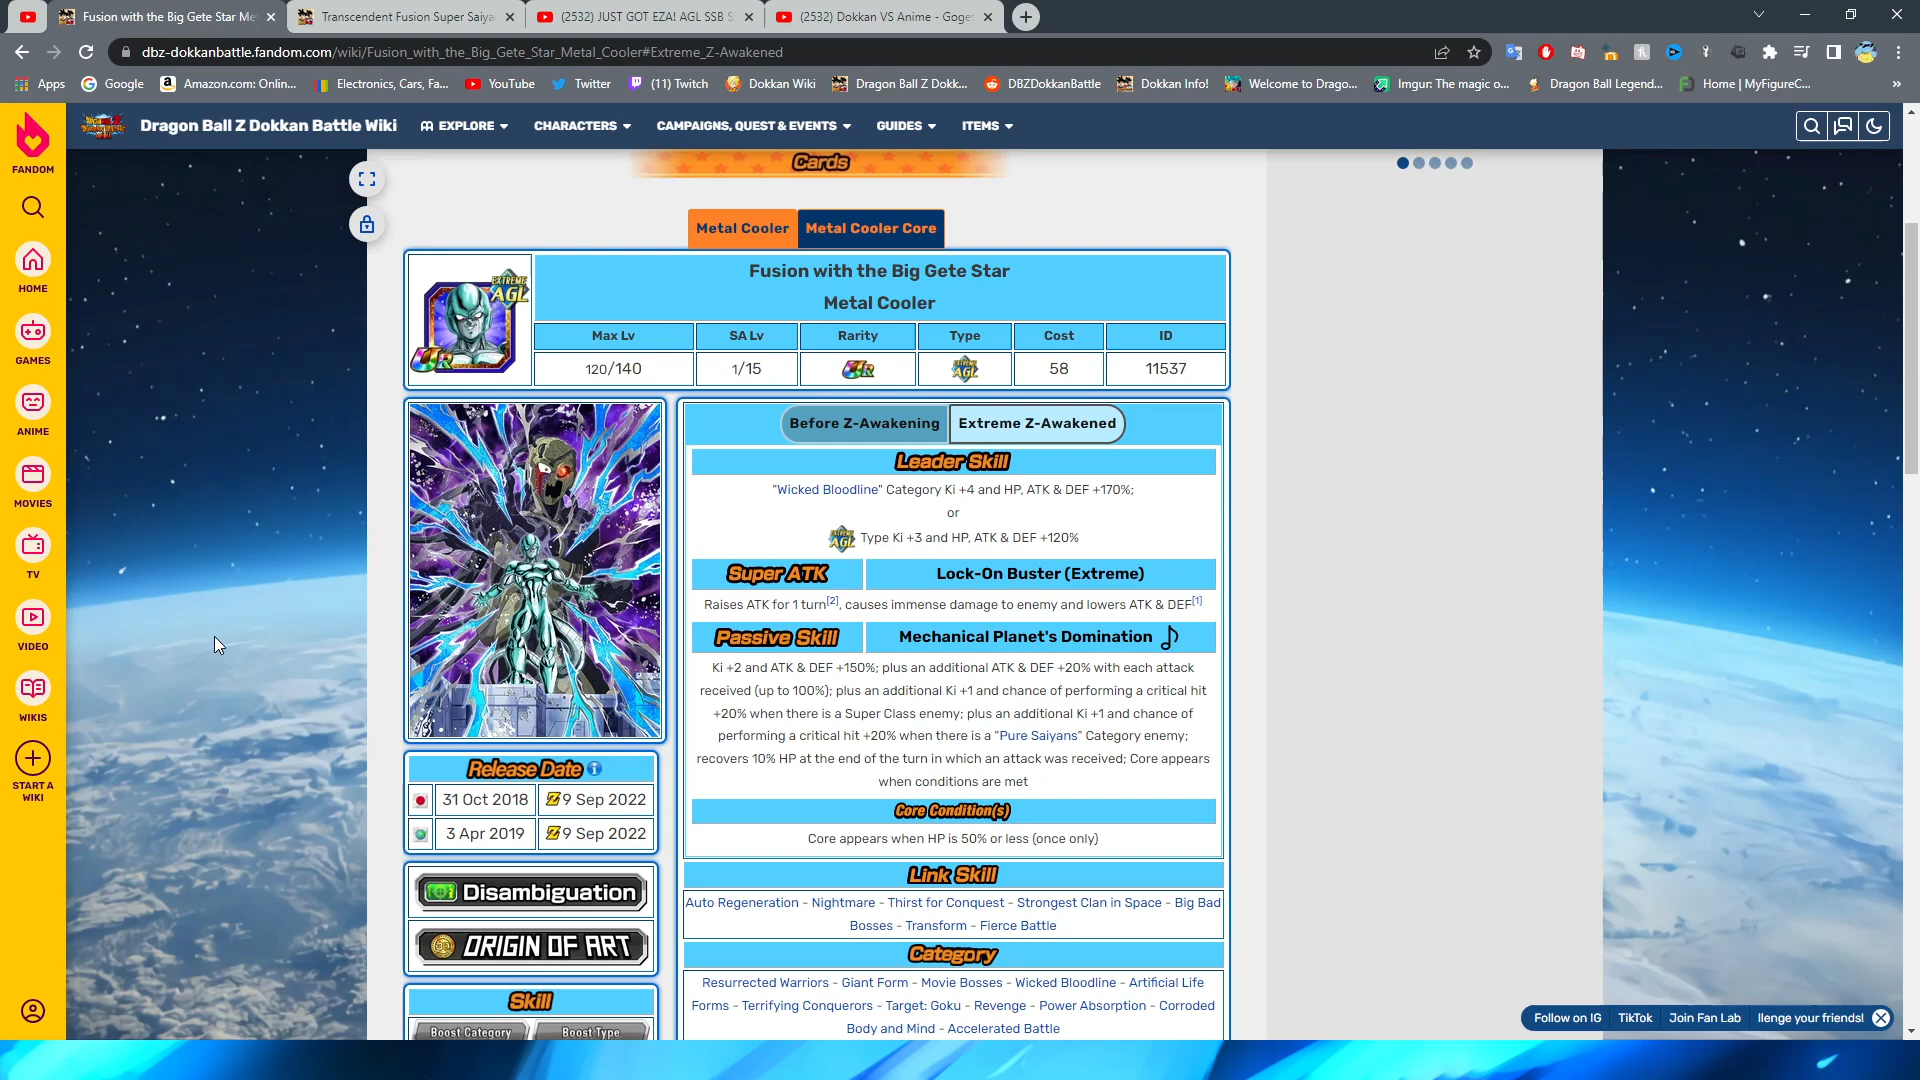 Fusion with the Big Gete Star Me
Transcendent Fusion Super Saiya
(2532) JUST GOT EZA! AGL SSB S
(2532) Dokkan VS Anime - Goge
dbz-dokkanbattle.fandom.com/wiki/Fusion_with_the_Big_Gete_Star_Metal_Cooler#Extreme_Z-Awakened
Apps
Google
Amazon.com: Onlin...
Electronics, Cars, Fa...
YouTube
Twitter
(11) Twitch
Dokkan Wiki
Dragon Ball Z Dokk...
DBZDokkanBattle
Dokkan Info!
Welcome to Drago...
Imgur: The magic o...
Dragon Ball Legend...
Home | MyFigureC...
»
FANDOM
HOME
GAMES
ANIME
MOVIES
TV
VIDEO
WIKIS
START A
WIKI
Dragon Ball Z Dokkan Battle Wiki
EXPLORE
CHARACTERS
CAMPAIGNS, QUEST & EVENTS
GUIDES
ITEMS
Cards
Metal Cooler
Metal Cooler Core
EXTREME
AGL
UR
Fusion with the Big Gete Star
Metal Cooler
Max Lv
SA Lv
Rarity
Type
Cost
ID
120/140
1/15
UR
EXTREME
AGL
58
11537
Before Z-Awakening
Extreme Z-Awakened
Leader Skill
"Wicked Bloodline" Category Ki +4 and HP, ATK & DEF +170%;
or
EXTREME AGL Type Ki +3 and HP, ATK & DEF +120%
Super ATK
Lock-On Buster (Extreme)
Raises ATK for 1 turn[2], causes immense damage to enemy and lowers ATK & DEF[1]
Passive Skill
Mechanical Planet's Domination
Ki +2 and ATK & DEF +150%; plus an additional ATK & DEF +20% with each attack
received (up to 100%); plus an additional Ki +1 and chance of performing a critical hit
+20% when there is a Super Class enemy; plus an additional Ki +1 and chance of
performing a critical hit +20% when there is a "Pure Saiyans" Category enemy;
recovers 10% HP at the end of the turn in which an attack was received; Core appears
when conditions are met
Core Condition(s)
Core appears when HP is 50% or less (once only)
Link Skill
Auto Regeneration - Nightmare - Thirst for Conquest - Strongest Clan in Space - Big Bad
Bosses - Transform - Fierce Battle
Category
Resurrected Warriors - Giant Form - Movie Bosses - Wicked Bloodline - Artificial Life
Forms - Terrifying Conquerors - Target: Goku - Revenge - Power Absorption - Corroded
Body and Mind - Accelerated Battle
Release Date
31 Oct 2018
Z 9 Sep 2022
3 Apr 2019
Z 9 Sep 2022
Disambiguation
ORIGIN OF ART
Skill
Boost Category
Boost Type
Follow on IG
TikTok
Join Fan Lab
llenge your friends!